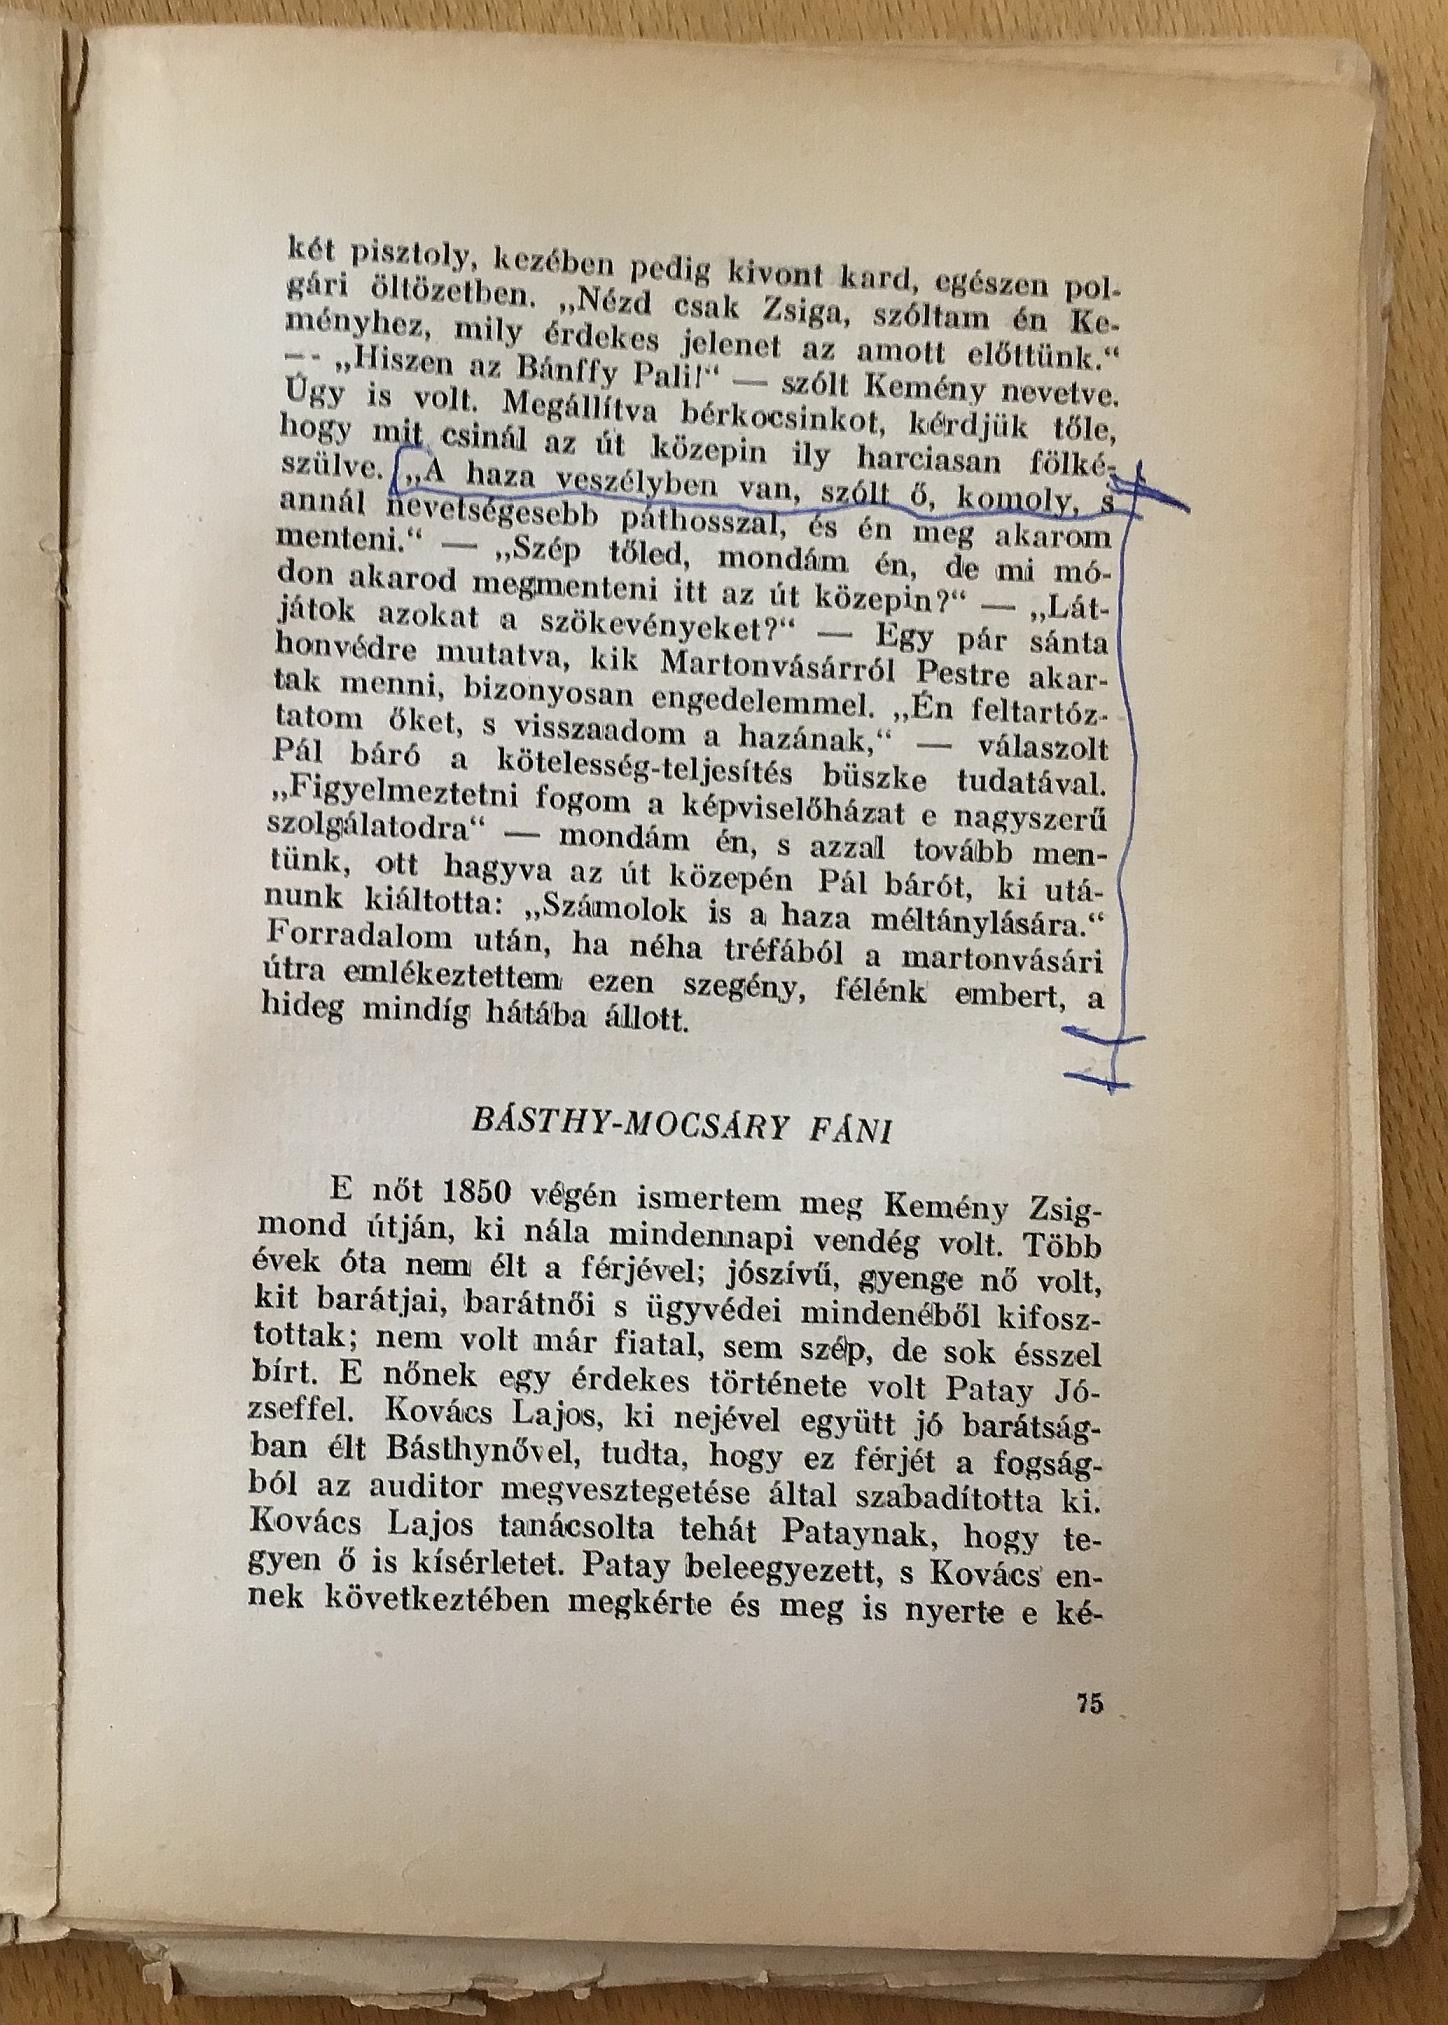 két pisztoly, kezében pedig kivont kard, egészen pol-
gári öltözetben. „Nézd csak Zsiga, szóltam én Ke-
ményhez, mily érdekes jelenet az amott előttünk.“
— - „Hiszen az Bánffy Pali!“ — szólt Kemény nevetve.
Úgy is volt. Megállítva bérkocsinkot, kérdjük tőle,
hogy mit csinál az út közepin ily harciasan fölké-
szülve. „A haza veszélyben van, szólt ő, komoly, s
annál nevetségesebb páthosszal, és én meg akarom
menteni.“ — „Szép tőled, mondám én, de mi mó-
don akarod megmenteni itt az út közepin?“ — „Lát-
játok azokat a szökevényeket?“ — Egy pár sánta
honvédre mutatva, kik Martonvásárról Pestre akar-
tak menni, bizonyosan engedelemmel. „Én feltartóz-
tatom őket, s visszaadom a hazának,“ — válaszolt
Pál báró a kötelesség-teljesítés büszke tudatával.
„Figyelmeztetni fogom a képviselőházat e nagyszerű
szolgálatodra“ — mondám én, s azzal tovább men-
tünk, ott hagyva az út közepén Pál bárót, ki utá-
nunk kiáltotta: „Számolok is a haza méltánylására.“
Forradalom után, ha néha tréfából a martonvásári
útra emlékeztettem ezen szegény, félénk embert, a
hideg mindíg hátába állott.
BÁSTHY-MOCSÁRY FÁNI
E nőt 1850 végén ismertem meg Kemény Zsig-
mond útján, ki nála mindennapi vendég volt. Több
évek óta nem élt a férjével; jószívű, gyenge nő volt,
kit barátjai, barátnői s ügyvédei mindenéből kifosz-
tottak; nem volt már fiatal, sem szép, de sok ésszel
bírt. E nőnek egy érdekes története volt Patay Jó-
zseffel. Kovács Lajos, ki nejével együtt jó barátság-
ban élt Básthynővel, tudta, hogy ez férjét a fogság-
ból az auditor megvesztegetése által szabadította ki.
Kovács Lajos tanácsolta tehát Pataynak, hogy te-
gyen ő is kísérletet. Patay beleegyezett, s Kovács en-
nek következtében megkérte és meg is nyerte e ké-
75